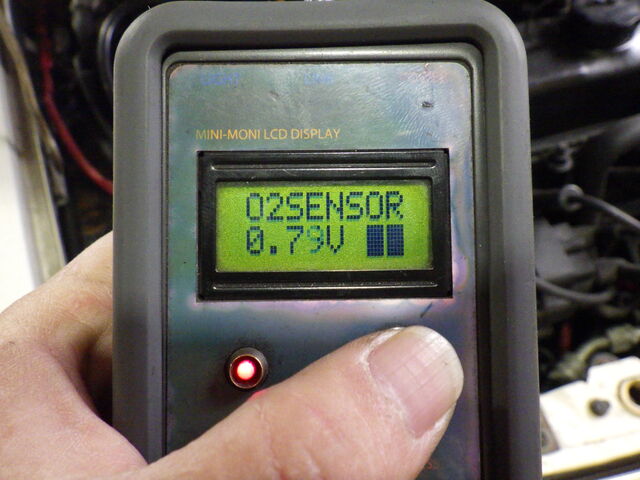 MINI-MONI LCD DISPLAY
O2SENSOR
0.79V